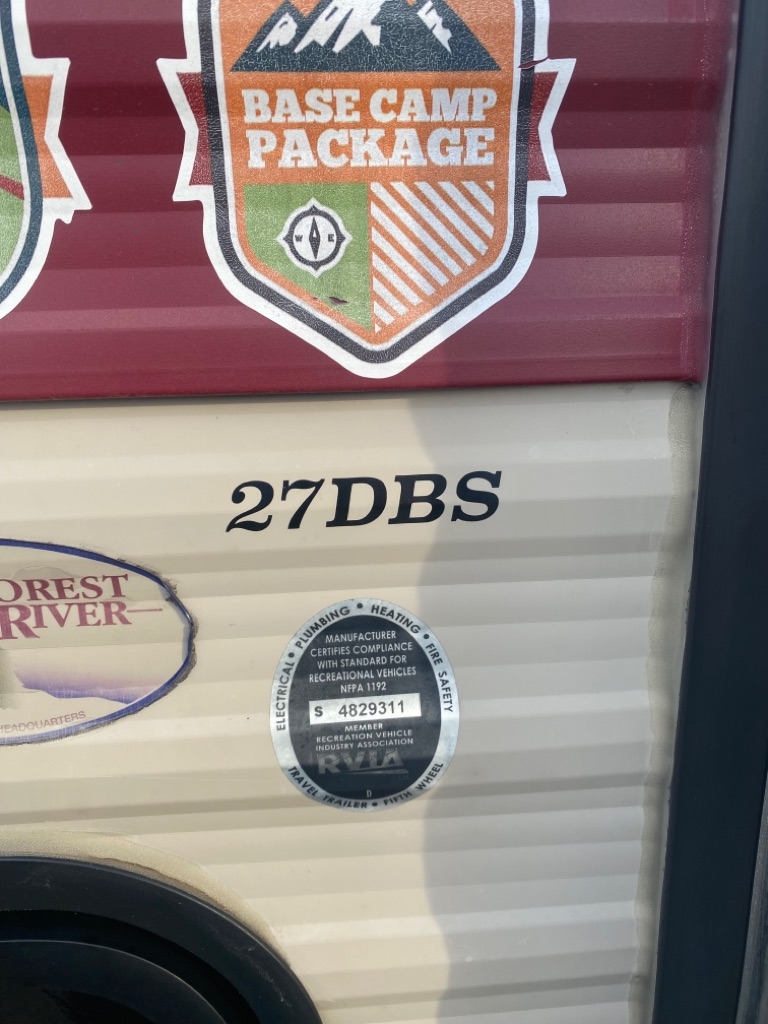 BASE CAMP
PACKAGE
W E
27DBS
OREST
RIVER
HEADQUARTERS
ELECTRICAL • PLUMBING • HEATING • FIRE SAFETY
MANUFACTURER
CERTIFIES COMPLIANCE
WITH STANDARD FOR
RECREATIONAL VEHICLES
NFPA 1192
S 4829311
MEMBER
RECREATION VEHICLE
INDUSTRY ASSOCIATION
RVIA
D
TRAVEL TRAILER • FIFTH WHEEL